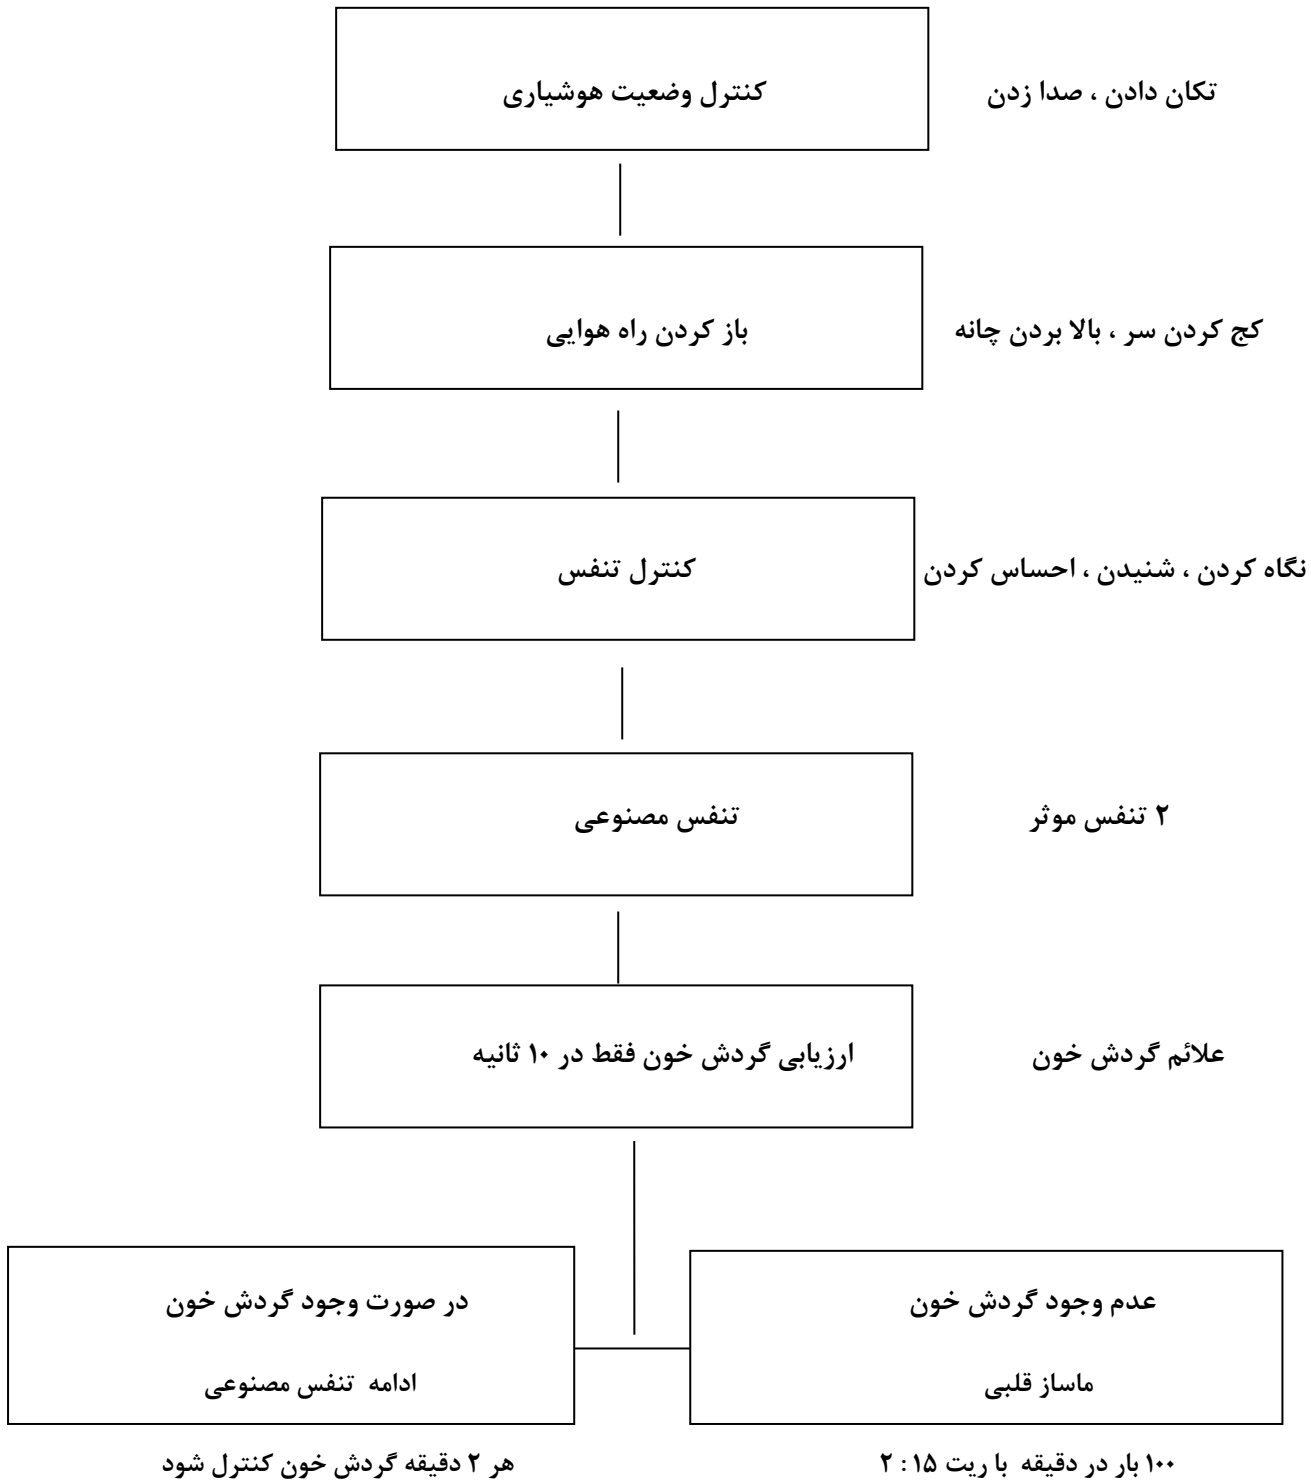 کنترل وضعیت هوشیاری
تکان دادن ، صدا زدن
باز کردن راه هوایی
کج کردن سر ، بالا بردن چانه
کنترل تنفس
نگاه کردن ، شنیدن ، احساس کردن
تنفس مصنوعی
۲ تنفس موثر
ارزیابی گردش خون فقط در ۱۰ ثانیه
علائم گردش خون
عدم وجود گردش خون
ماساز قلبی
۱۰۰ بار در دقیقه با ریت ۱۵ : ۲
در صورت وجود گردش خون
ادامه تنفس مصنوعی
هر ۲ دقیقه گردش خون کنترل شود